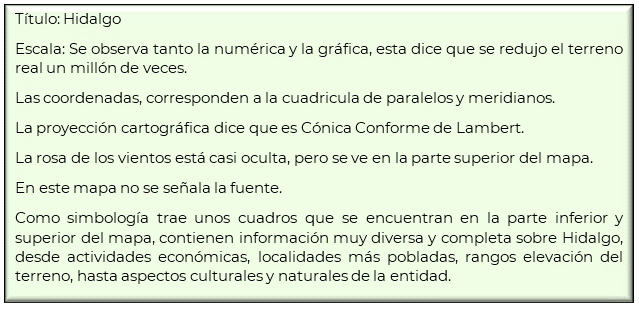 Título: Hidalgo
Escala: Se observa tanto la numérica y la gráfica, esta dice que se redujo el terreno
real un millón de veces.
Las coordenadas, corresponden a la cuadricula de paralelos y meridianos.
La proyección cartográfica dice que es Cónica Conforme de Lambert.
La rosa de los vientos está casi oculta, pero se ve en la parte superior del mapa.
En este mapa no se señala la fuente.
Como simbología trae unos cuadros que se encuentran en la parte inferior y
superior del mapa, contienen información muy diversa y completa sobre Hidalgo,
desde actividades económicas, localidades más pobladas, rangos elevación del
terreno, hasta aspectos culturales y naturales de la entidad.